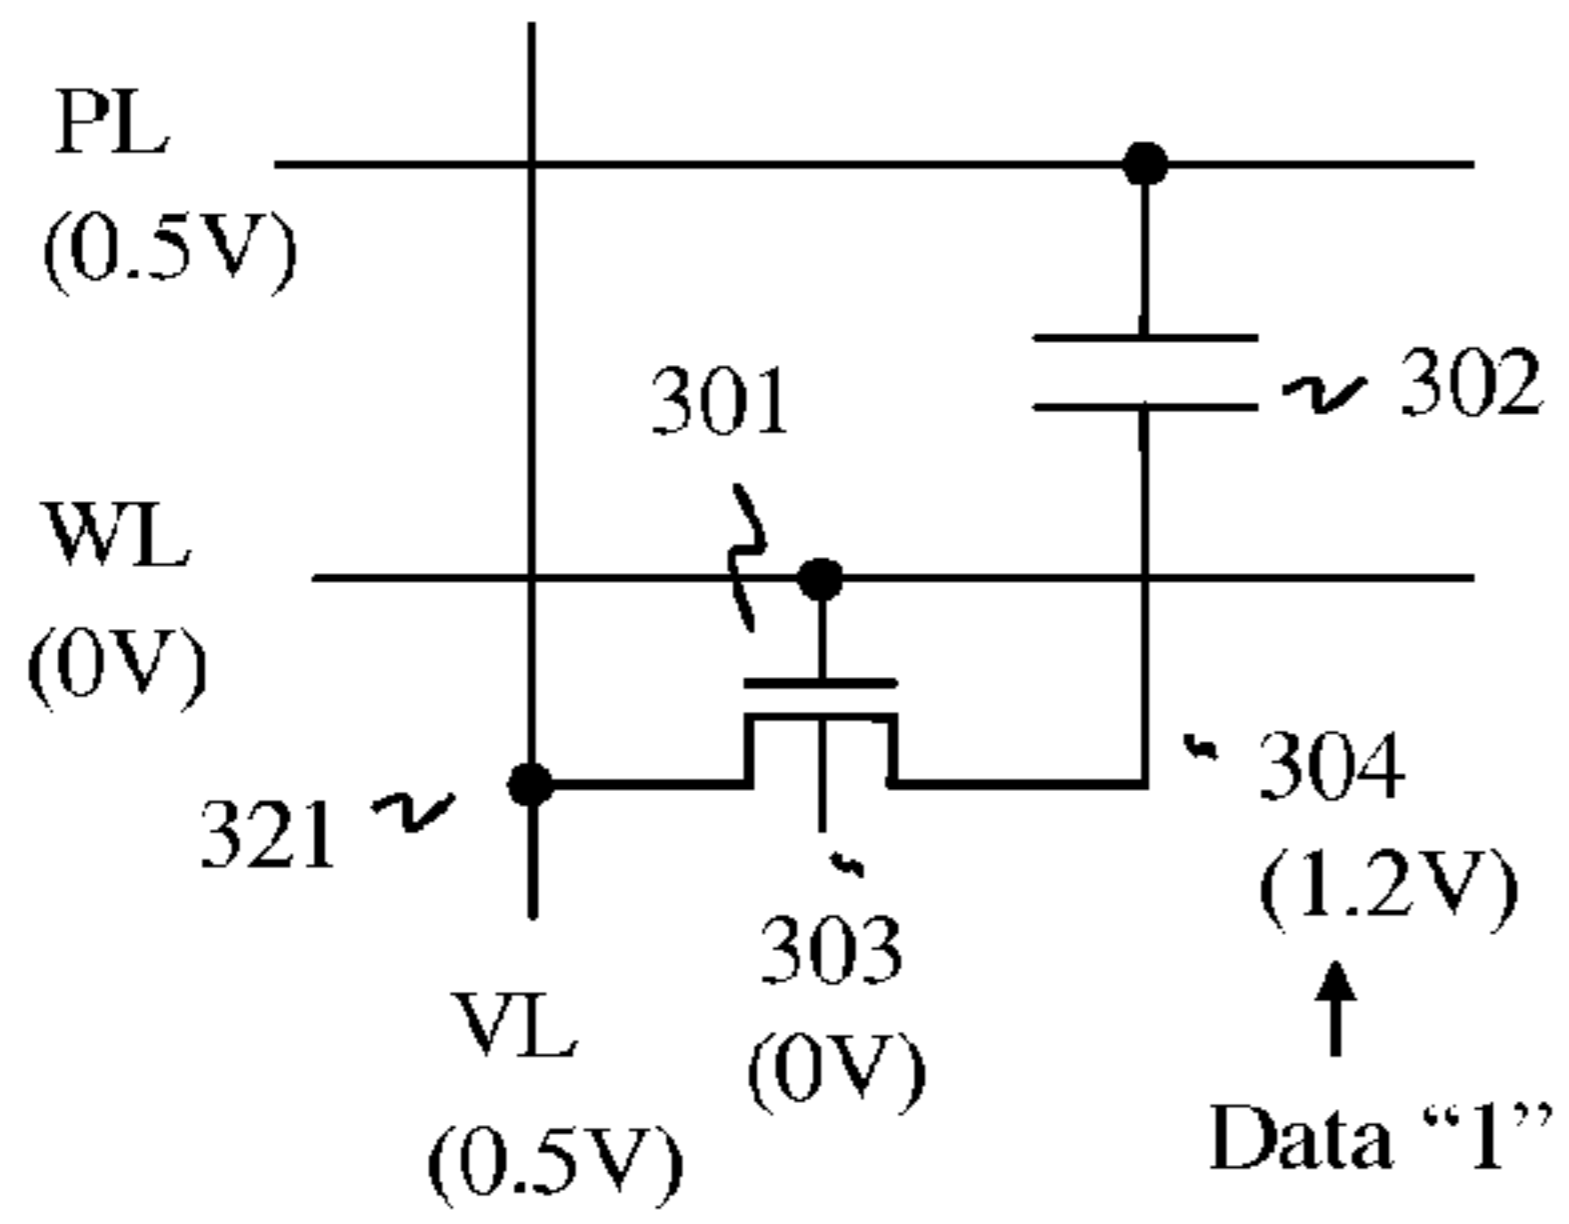 PL
(0.5V)
301
302
WL
(0V)
304
(1.2V)
321
303
(0V)
VL
(0.5V)
Data “1”